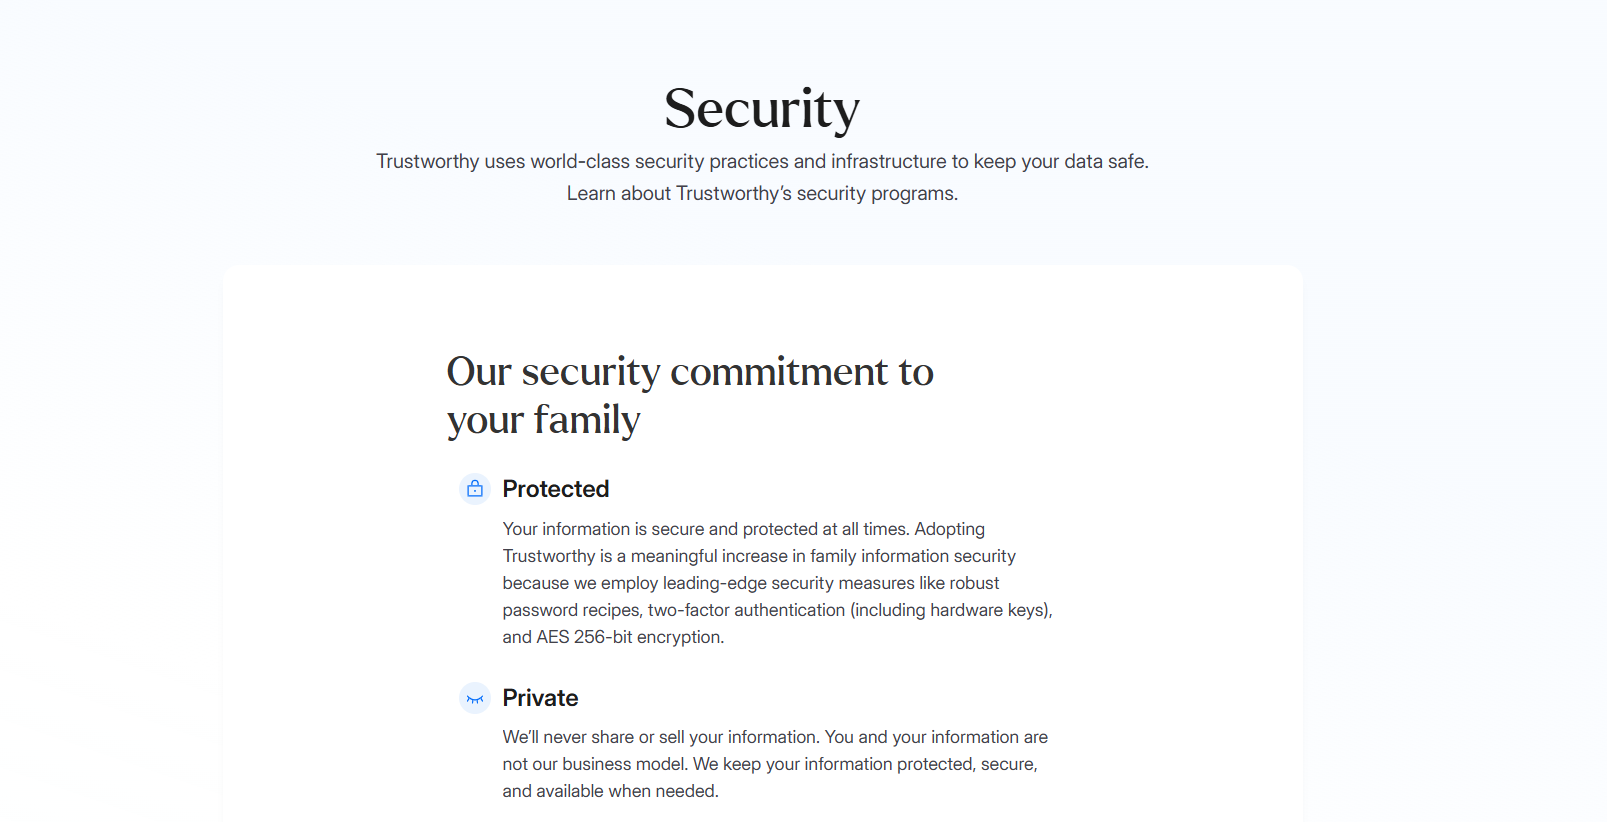 Security
Trustworthy uses world-class security practices and infrastructure to keep your data safe.
Learn about Trustworthy’s security programs.
Our security commitment to
your family
Protected
Your information is secure and protected at all times. Adopting
Trustworthy is a meaningful increase in family information security
because we employ leading-edge security measures like robust
password recipes, two-factor authentication (including hardware keys),
and AES 256-bit encryption.
Private
We’ll never share or sell your information. You and your information are
not our business model. We keep your information protected, secure,
and available when needed.